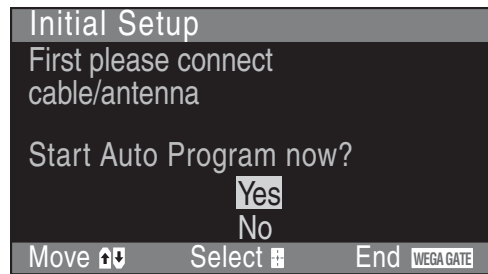 Initial Setup
First please connect
cable/antenna
Start Auto Program now?
Yes
No
Move Select End WEGA GATE